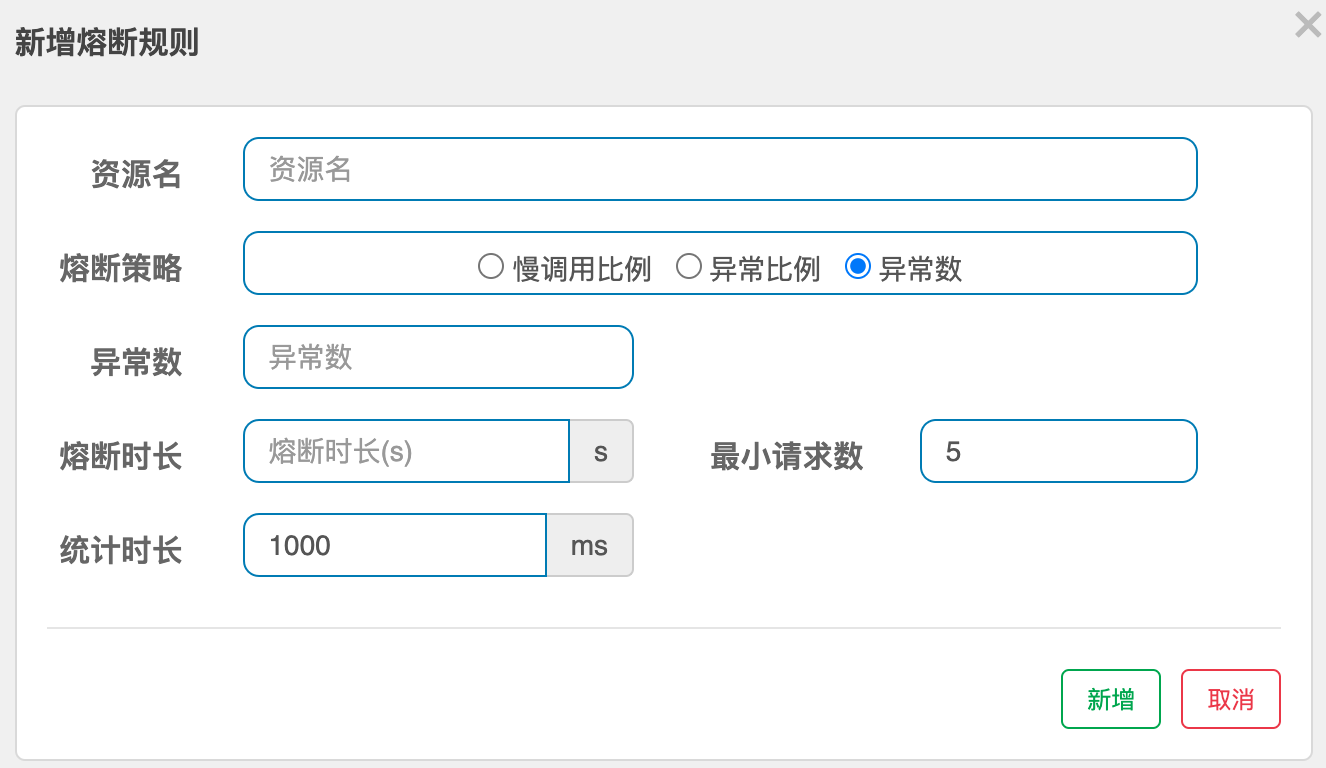 新增熔断规则
×
资源名 资源名
熔断策略 慢调用比例 异常比例 异常数
异常数 异常数
熔断时长 熔断时长(s) s 最小请求数 5
统计时长 1000 ms
新增 取消